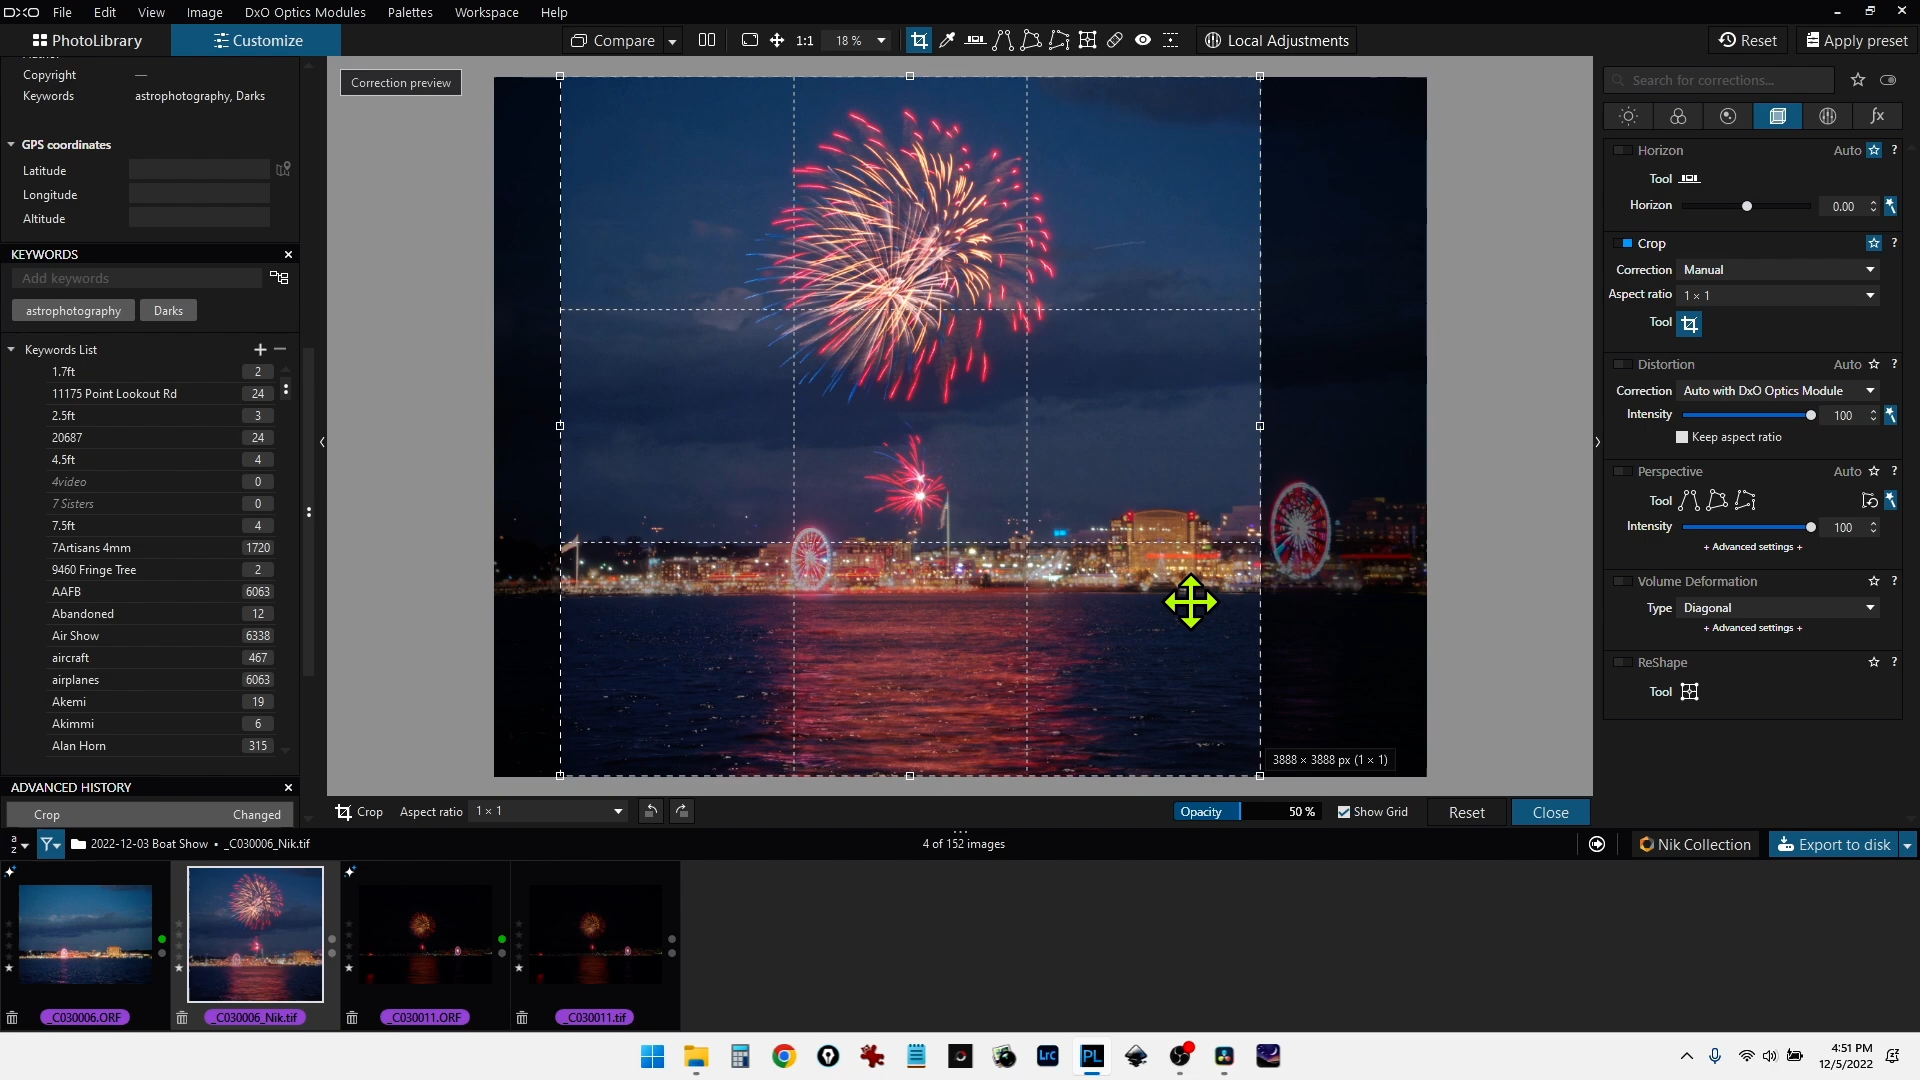 DXO File Edit View Image DxO Optics Modules Palettes Workspace Help
PhotoLibrary Customize Compare 1:1 18 % Local Adjustments Reset Apply preset
Copyright —
Keywords astrophotography, Darks
GPS coordinates
Latitude
Longitude
Altitude
KEYWORDS
Add keywords
astrophotography Darks
Keywords List
1.7ft 2
11175 Point Lookout Rd 24
2.5ft 3
20687 24
4.5ft 4
4video 0
7 Sisters 0
7.5ft 4
7Artisans 4mm 1720
9460 Fringe Tree 2
AAFB 6063
Abandoned 12
Air Show 6338
aircraft 467
airplanes 6063
Akemi 19
Akimmi 6
Alan Horn 315
ADVANCED HISTORY
Crop Changed
Correction preview
3888 × 3888 px (1 × 1)
Crop Aspect ratio 1 × 1 Opacity 50 % Show Grid Reset Close
Search for corrections...
fx
Horizon Auto ?
Tool
Horizon 0.00
Crop ?
Correction Manual
Aspect ratio 1 × 1
Tool
Distortion Auto ?
Correction Auto with DxO Optics Module
Intensity 100
Keep aspect ratio
Perspective Auto ?
Tool
Intensity 100
+ Advanced settings +
Volume Deformation ?
Type Diagonal
+ Advanced settings +
ReShape ?
Tool
a z 2022-12-03 Boat Show • _C030006_Nik.tif 4 of 152 images Nik Collection Export to disk
_C030006.ORF _C030006_Nik.tif _C030011.ORF _C030011.tif
Lrc PL
4:51 PM
12/5/2022